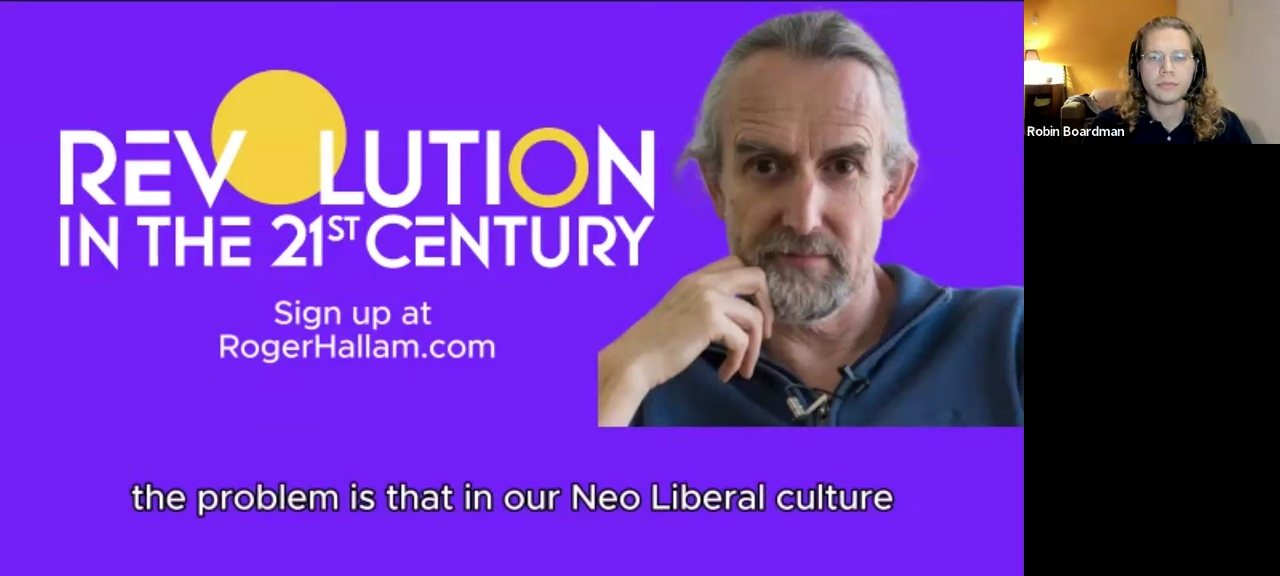 REVOLUTION
IN THE 21ST CENTURY
Sign up at
RogerHallam.com
the problem is that in our Neo Liberal culture
Robin Boardman